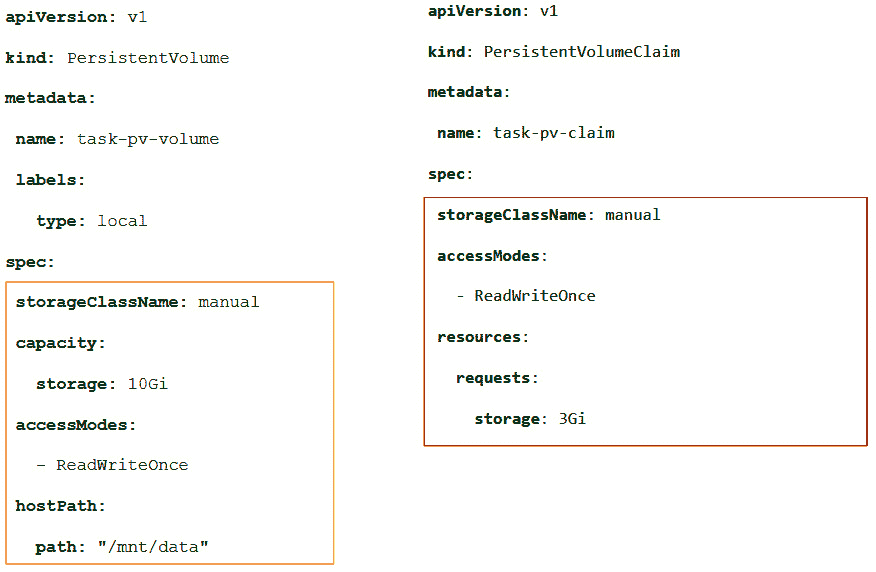 apiVersion: v1
kind: PersistentVolume
metadata:
 name: task-pv-volume
 labels:
   type: local
spec:
 storageClassName: manual
 capacity:
   storage: 10Gi
 accessModes:
   - ReadWriteOnce
 hostPath:
   path: "/mnt/data"
apiVersion: v1
kind: PersistentVolumeClaim
metadata:
 name: task-pv-claim
spec:
 storageClassName: manual
 accessModes:
   - ReadWriteOnce
 resources:
   requests:
     storage: 3Gi